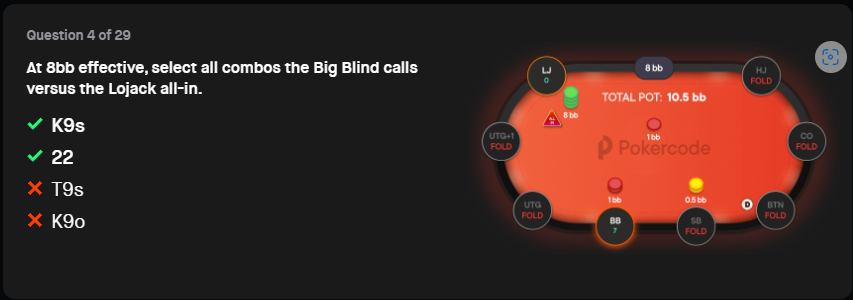 Question 4 of 29
At 8bb effective, select all combos the Big Blind calls
versus the Lojack all-in.
K9s
22
T9s
K9o
LJ
0
8 bb
HJ
FOLD
TOTAL POT: 10.5 bb
8 bb
ALL IN
1 bb
UTG+1
FOLD
Pokercode
CO
FOLD
UTG
FOLD
1 bb
0.5 bb
D
BTN
FOLD
BB
7
SB
FOLD